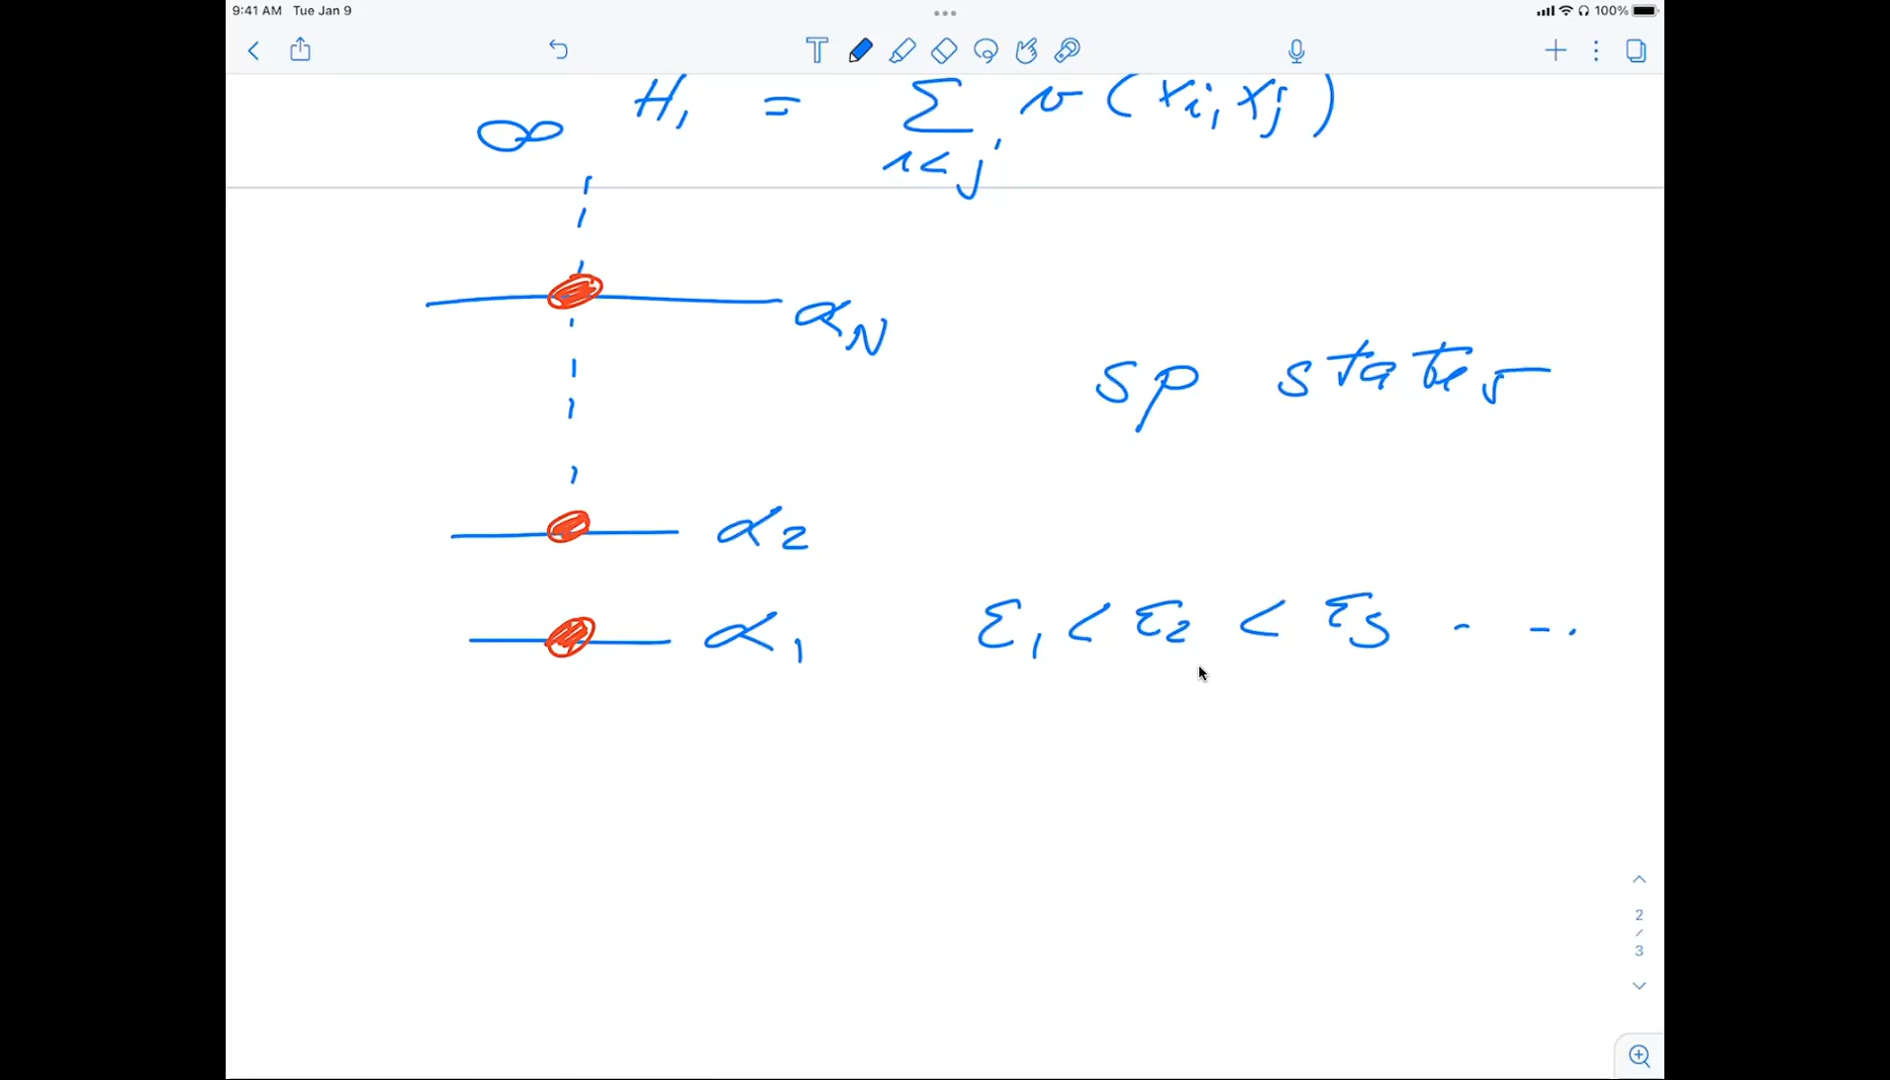 9:41 AM Tue Jan 9
100%
T
H₁ = ∑ v(xᵢ, xⱼ)
i<j
∞
α_N
sp states
α₂
α₁ ε₁ < ε₂ < ε₃ . - .
2
/
3